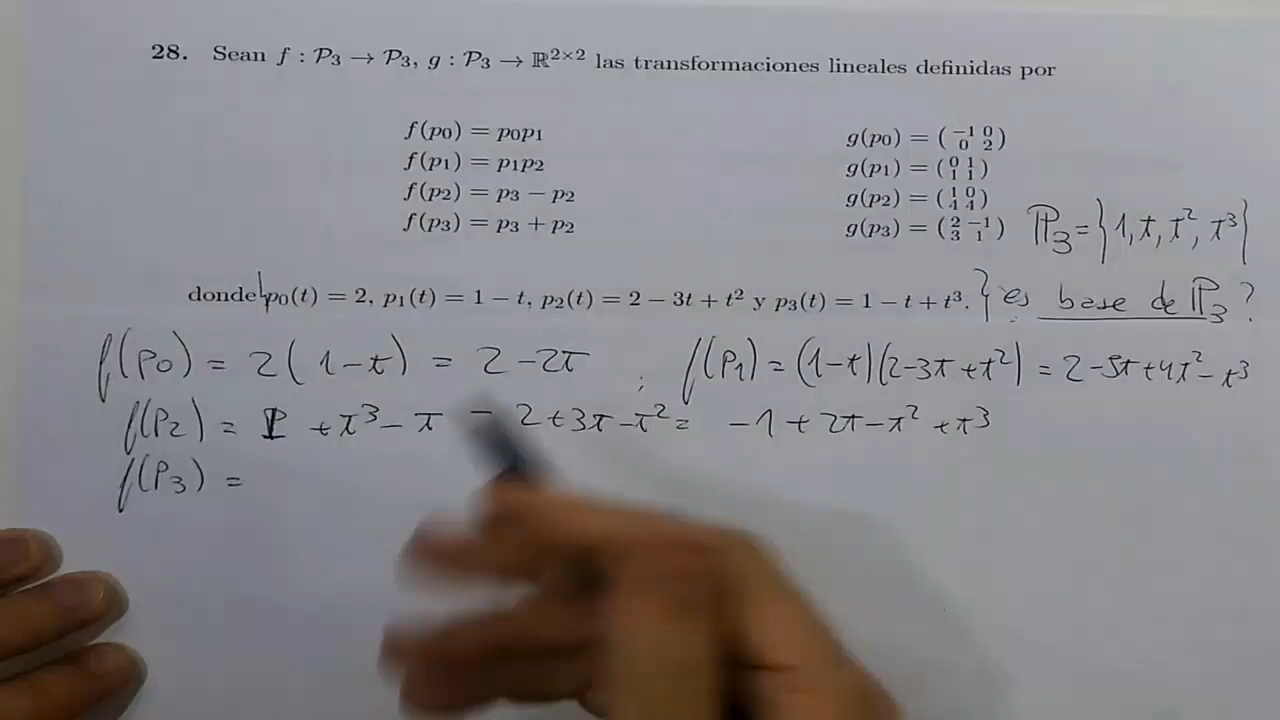 28. Sean f : P₃ → P₃, g : P₃ → ℝ²ˣ² las transformaciones lineales definidas por
f(p0) = p0p1
f(p1) = p1p2
f(p2) = p3 − p2
f(p3) = p3 + p2
g(p0) = (−1 0 0 2)
g(p1) = (0 1 1 1)
g(p2) = (1 0)
g(p3) = (2 −1 3 1)
ℙ₃ = {1, t, t², t³}
donde p0(t) = 2, p1(t) = 1 − t, p2(t) = 2 − 3t + t² y p3(t) = 1 − t + t³. } es base de ℙ₃?
f(p0) = 2(1−t) = 2−2t ; f(p1) = (1−t)(2−3t+t²) = 2−5t+4t²−t³
f(p2) = 1 + t³ − t − 2 + 3t − t² = −1 + 2t − t² + t³
f(p3) =